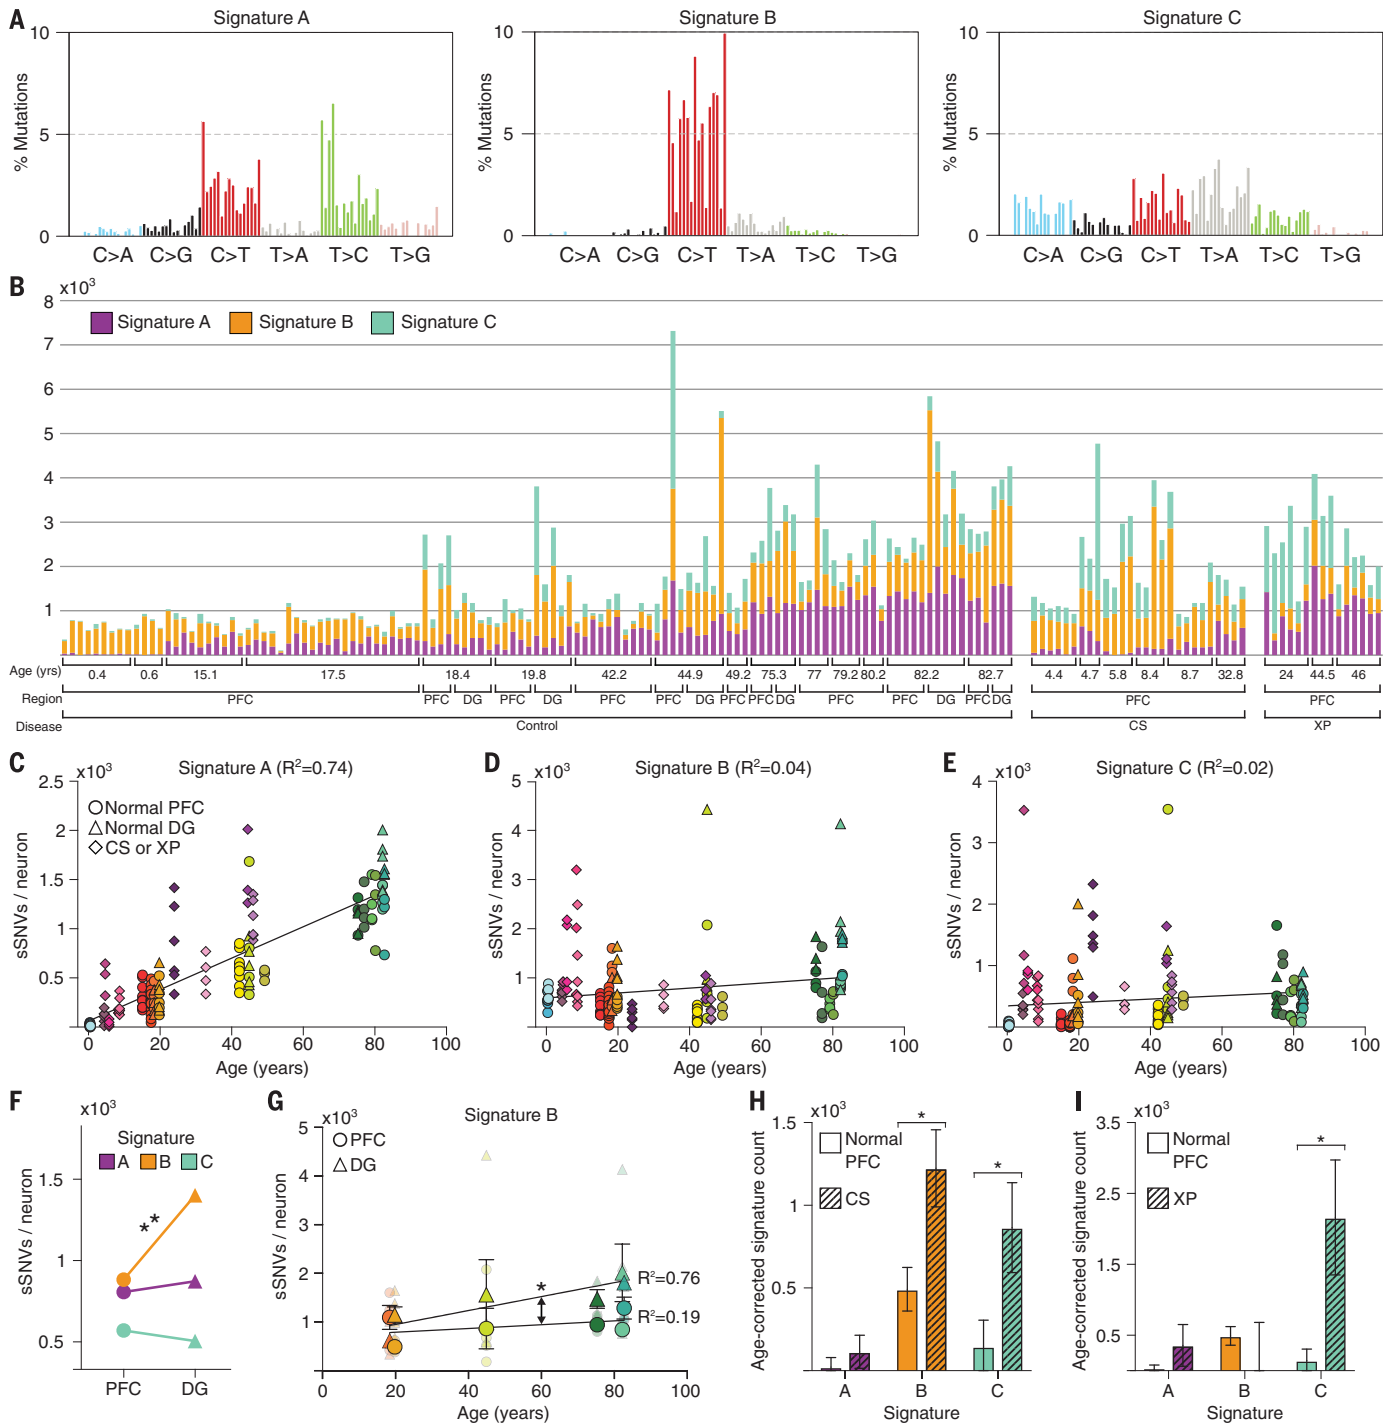 A
Signature A
Signature B
Signature C
10
5
0
% Mutations
C>A C>G C>T T>A T>C T>G
10
5
0
% Mutations
C>A C>G C>T T>A T>C T>G
10
5
0
% Mutations
C>A C>G C>T T>A T>C T>G
B
x10³
8
7
6
5
4
3
2
1
Signature A Signature B Signature C
Age (yrs) 0.4 0.6 15.1 17.5 18.4 19.8 42.2 44.9 49.2 75.3 77 79.2 80.2 82.2 82.7 4.4 4.7 5.8 8.4 8.7 32.8 24 44.5 46
Region PFC PFC DG PFC DG PFC PFC DG PFC PFC DG PFC PFC DG PFC DG PFC PFC
Disease Control CS XP
C
x10³
Signature A (R²=0.74)
2.5
2
1.5
1
0.5
sSNVs / neuron
Normal PFC
Normal DG
CS or XP
0 20 40 60 80 100
Age (years)
D
x10³
Signature B (R²=0.04)
5
4
3
2
1
sSNVs / neuron
0 20 40 60 80 100
Age (years)
E
x10³
Signature C (R²=0.02)
4
3
2
1
0
sSNVs / neuron
0 20 40 60 80 100
Age (years)
F
x10³
Signature
A B C
1.5
1
0.5
sSNVs / neuron
**
PFC DG
G
Signature B
x10³
5
4
3
2
1
0
sSNVs / neuron
PFC
DG
*
R²=0.76
R²=0.19
0 20 40 60 80 100
Age (years)
H
x10³
1.5
1
0.5
Age-corrected signature count
Normal
PFC
CS
*
*
A B C
Signature
I
x10³
3.5
2.5
1.5
0.5
Age-corrected signature count
Normal
PFC
XP
*
A B C
Signature